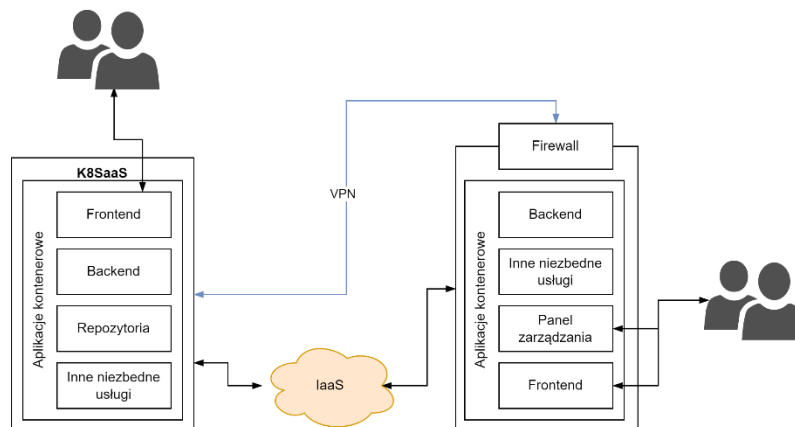 K8SaaS
Aplikacje kontenerowe
Frontend
Backend
Repozytoria
Inne niezbedne
usługi
VPN
IaaS
Firewall
Aplikacje kontenerowe
Backend
Inne niezbedne
usługi
Panel
zarządzania
Frontend